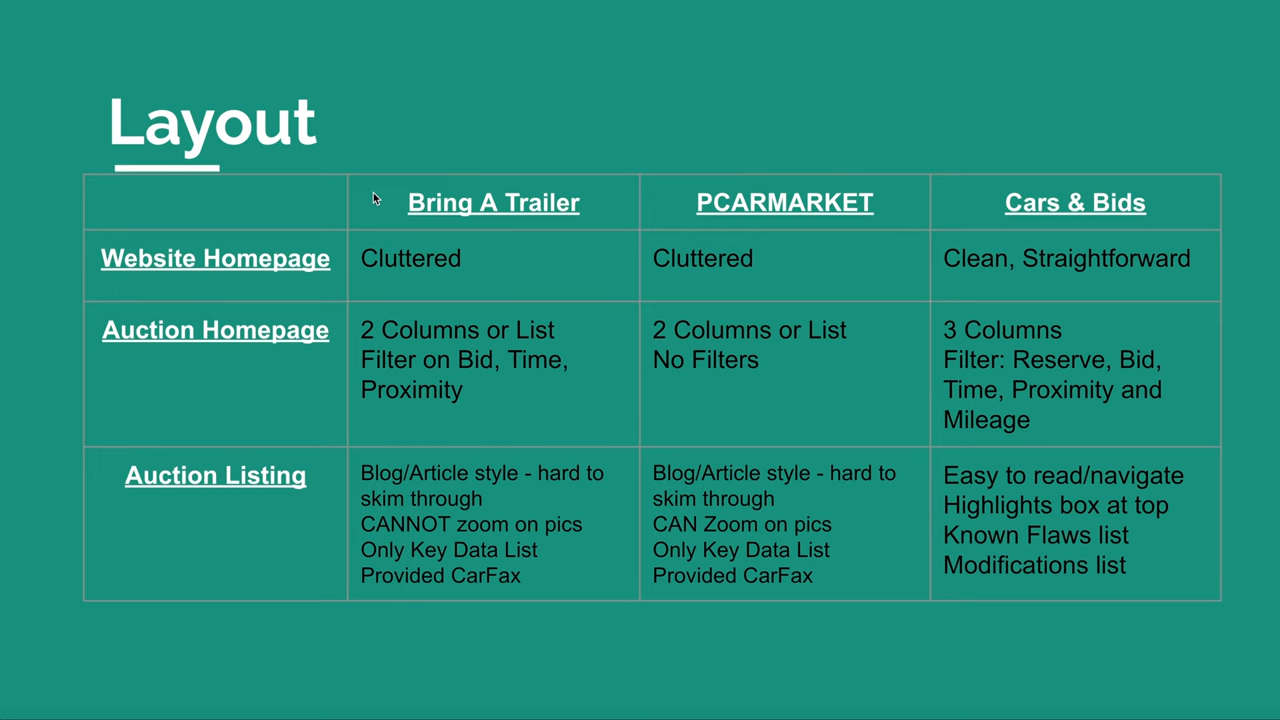 Layout
Bring A Trailer
PCARMARKET
Cars & Bids
Website Homepage
Cluttered
Cluttered
Clean, Straightforward
Auction Homepage
2 Columns or List
Filter on Bid, Time,
Proximity
2 Columns or List
No Filters
3 Columns
Filter: Reserve, Bid,
Time, Proximity and
Mileage
Auction Listing
Blog/Article style - hard to
skim through
CANNOT zoom on pics
Only Key Data List
Provided CarFax
Blog/Article style - hard to
skim through
CAN Zoom on pics
Only Key Data List
Provided CarFax
Easy to read/navigate
Highlights box at top
Known Flaws list
Modifications list